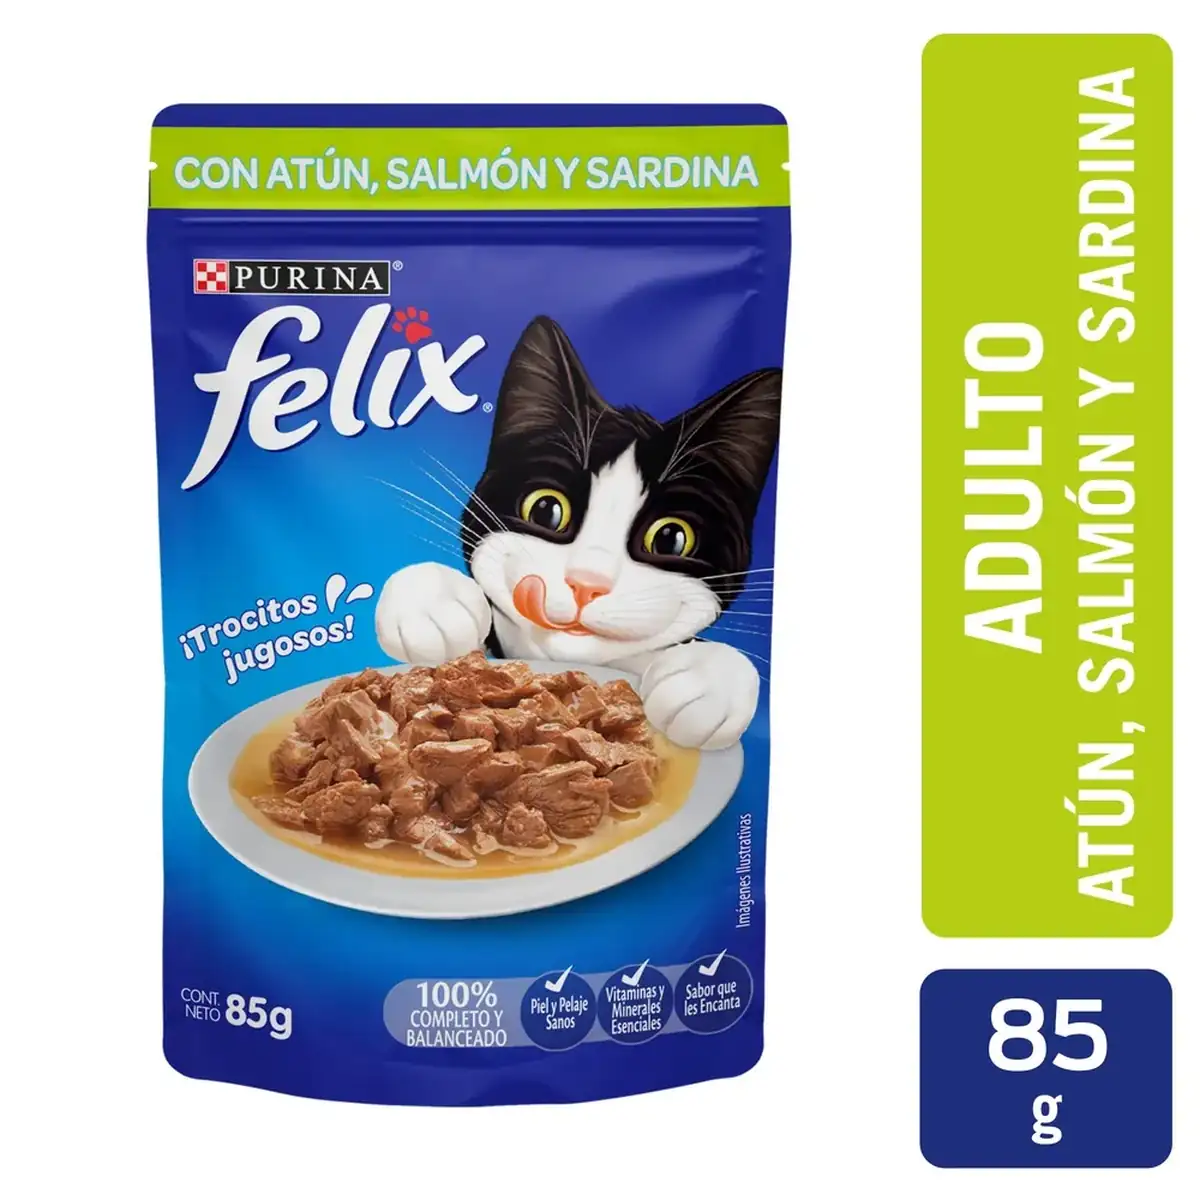 CON ATÚN, SALMÓN Y SARDINA
PURINA®
felix®
¡Trocitos
jugosos!
Imágenes Ilustrativas
CONT.
NETO 85g
100%
COMPLETO Y
BALANCEADO
Piel y Pelaje
Sanos
Vitaminas y
Minerales
Esenciales
Sabor que
les Encanta
ADULTO
ATÚN, SALMÓN Y SARDINA
85
g